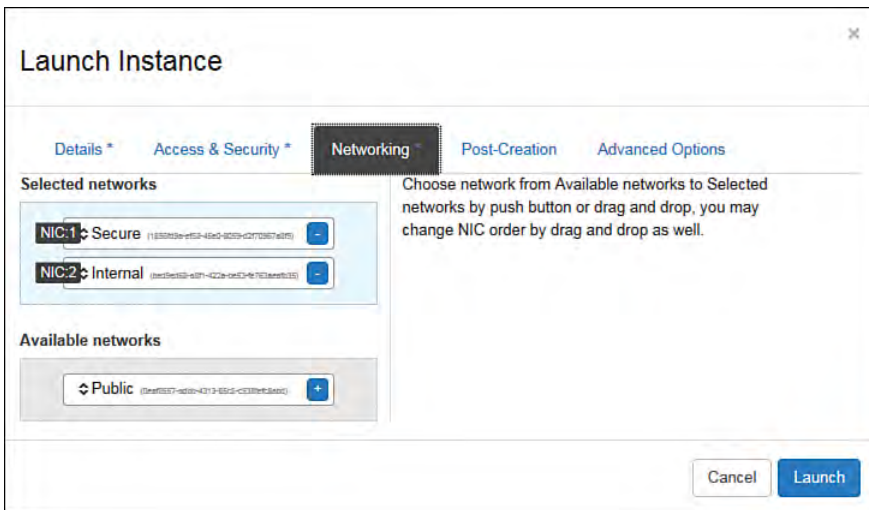 ×
Launch Instance
Details * Access & Security * Networking * Post-Creation Advanced Options
Selected networks
NIC:1 Secure -
NIC:2 Internal -
Available networks
Public +
Choose network from Available networks to Selected
networks by push button or drag and drop, you may
change NIC order by drag and drop as well.
Cancel Launch